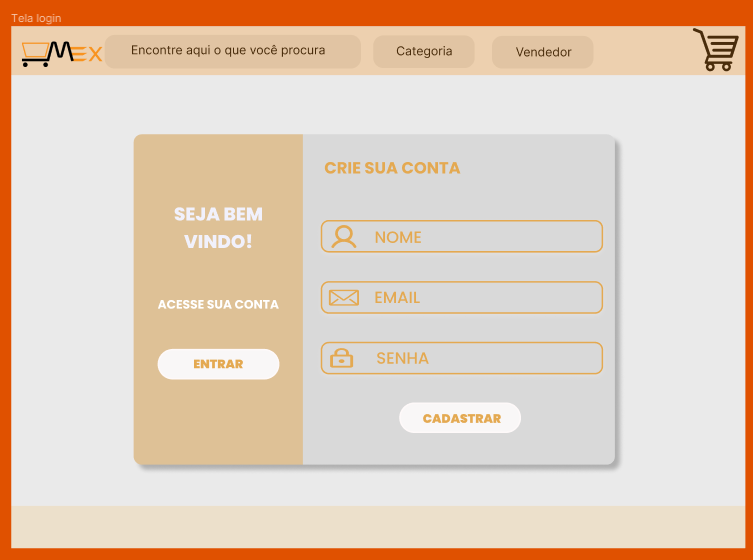 Tela login
MEX
Encontre aqui o que você procura
Categoria
Vendedor
SEJA BEM
VINDO!
ACESSE SUA CONTA
ENTRAR
CRIE SUA CONTA
NOME
EMAIL
SENHA
CADASTRAR